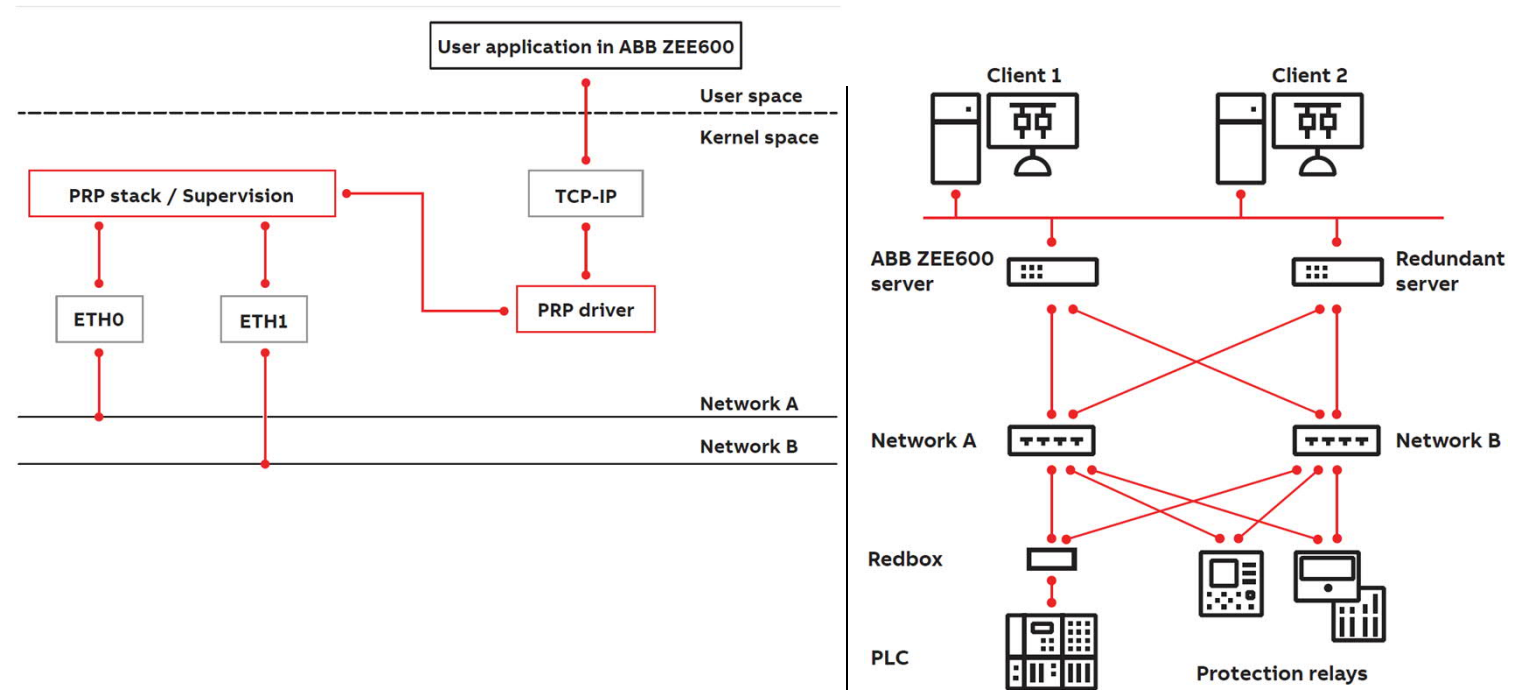 User application in ABB ZEE600
User space
Kernel space
PRP stack / Supervision
TCP-IP
ETH0
ETH1
PRP driver
Network A
Network B
Client 1
Client 2
ABB ZEE600
server
Redundant
server
Network A
Network B
Redbox
PLC
Protection relays